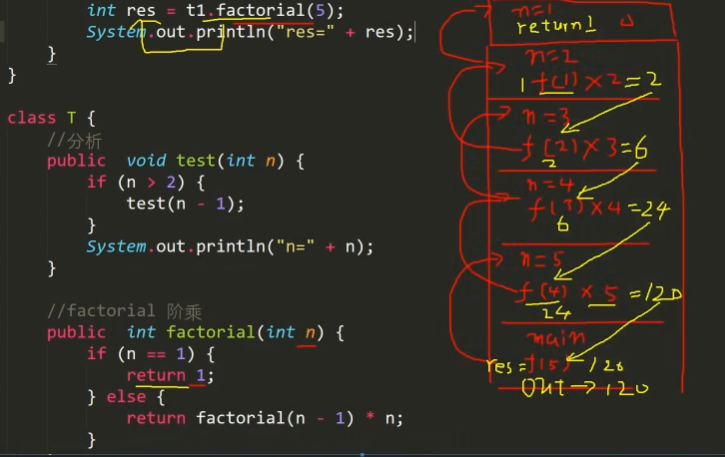 int res = t1.factorial(5);
System.out.println("res=" + res);
}
}
class T {
//分析
public  void test(int n) {
if (n > 2) {
test(n - 1);
}
System.out.println("n=" + n);
}
//factorial 阶乘
public  int factorial(int n) {
if (n == 1) {
return 1;
} else {
return factorial(n - 1) * n;
}
n=1
return1
n=2
1 f(1)×2=2
n=3
f(2)×3=6
2
n=4
f(3)×4=24
6
n=5
f(4)×5=120
24
main
res=f(5) 120
out→120